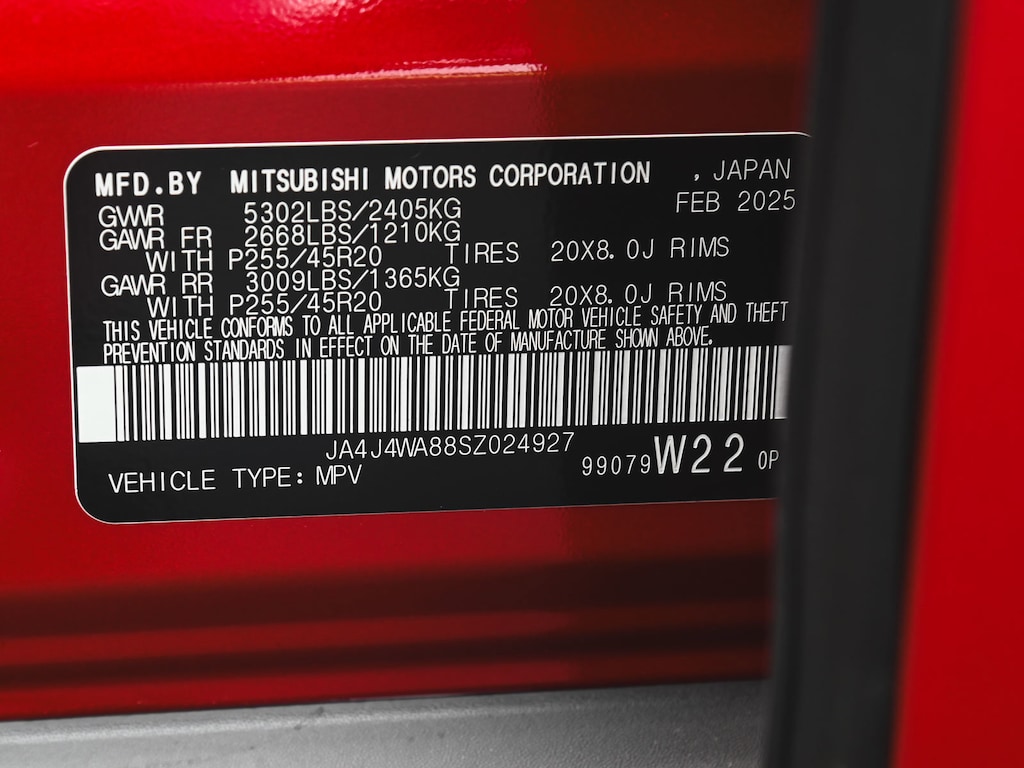 MFD.BY MITSUBISHI MOTORS CORPORATION , JAPAN
FEB 2025
GVWR 5302LBS/2405KG
GAWR FR 2668LBS/1210KG
WITH P255/45R20 TIRES 20X8.0J RIMS
GAWR RR 3009LBS/1365KG
WITH P255/45R20 TIRES 20X8.0J RIMS
THIS VEHICLE CONFORMS TO ALL APPLICABLE FEDERAL MOTOR VEHICLE SAFETY AND THEFT
PREVENTION STANDARDS IN EFFECT ON THE DATE OF MANUFACTURE SHOWN ABOVE.
JA4J4WA88SZ024927
VEHICLE TYPE: MPV 99079 W22 0P